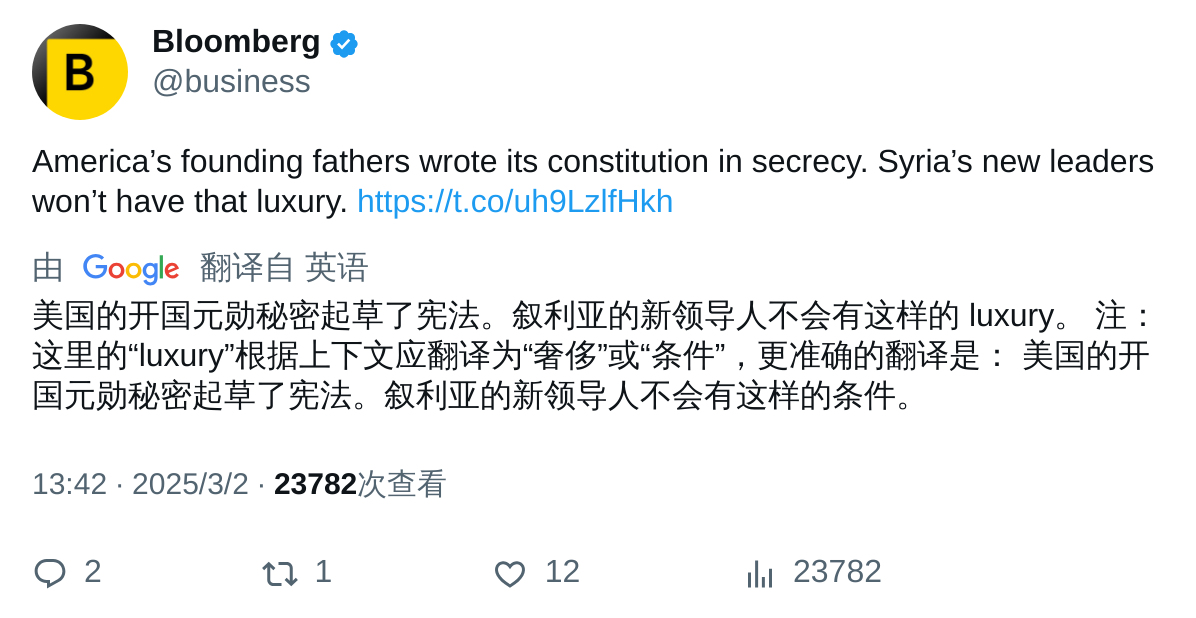 B
Bloomberg
@business
America’s founding fathers wrote its constitution in secrecy. Syria’s new leaders
won’t have that luxury. https://t.co/uh9LzlfHkh
由 Google 翻译自 英语
美国的开国元勋秘密起草了宪法。叙利亚的新领导人不会有这样的 luxury。 注：
这里的“luxury”根据上下文应翻译为“奢侈”或“条件”，更准确的翻译是： 美国的开
国元勋秘密起草了宪法。叙利亚的新领导人不会有这样的条件。
13:42 · 2025/3/2 · 23782次查看
2 1 12 23782